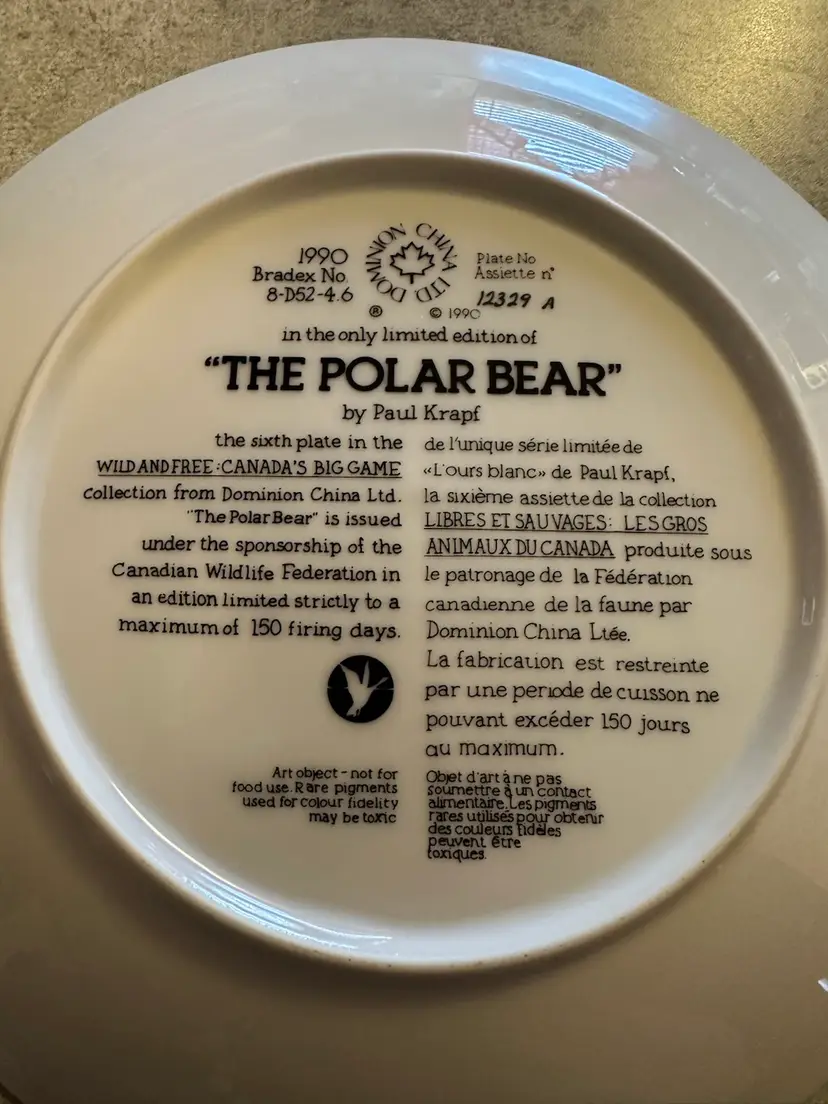 1990
Bradex No.
8-D52-4.6
DOMINION CHINA LTD.
®
© 1990
Plate No
Assiette n°
12329 A
in the only limited edition of
“THE POLAR BEAR”
by Paul Krapf
the sixth plate in the
WILD AND FREE: CANADA'S BIG GAME
collection from Dominion China Ltd.
"The Polar Bear" is issued
under the sponsorship of the
Canadian Wildlife Federation in
an edition limited strictly to a
maximum of 150 firing days.
Art object - not for
food use. Rare pigments
used for colour fidelity
may be toxic
de l'unique série limitée de
«L'ours blanc» de Paul Krapf,
la sixième assiette de la collection
LIBRES ET SAUVAGES: LES GROS
ANIMAUX DU CANADA produite sous
le patronage de la Fédération
canadienne de la faune par
Dominion China Ltée.
La fabrication est restreinte
par une periode de cuisson ne
pouvant excéder 150 jours
au maximum.
Objet d'art à ne pas
soumettre à un contact
alimentaire. Les pigments
rares utilisés pour obtenir
des couleurs fidèles
peuvent être
toxiques.